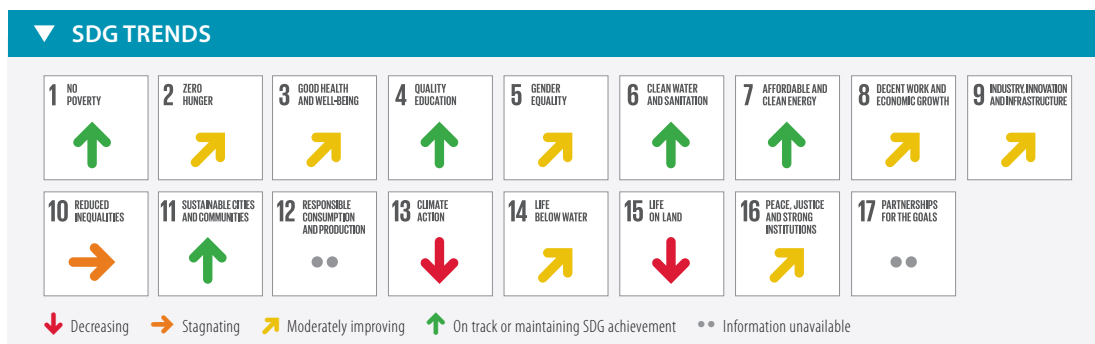 SDG TRENDS
1 NO
POVERTY
2 ZERO
HUNGER
3 GOOD HEALTH
AND WELL-BEING
4 QUALITY
EDUCATION
5 GENDER
EQUALITY
6 CLEAN WATER
AND SANITATION
7 AFFORDABLE AND
CLEAN ENERGY
8 DECENT WORK AND
ECONOMIC GROWTH
9 INDUSTRY, INNOVATION
AND INFRASTRUCTURE
10 REDUCED
INEQUALITIES
11 SUSTAINABLE CITIES
AND COMMUNITIES
12 RESPONSIBLE
CONSUMPTION
AND PRODUCTION
13 CLIMATE
ACTION
14 LIFE
BELOW WATER
15 LIFE
ON LAND
16 PEACE, JUSTICE
AND STRONG
INSTITUTIONS
17 PARTNERSHIPS
FOR THE GOALS
Decreasing Stagnating Moderately improving On track or maintaining SDG achievement Information unavailable